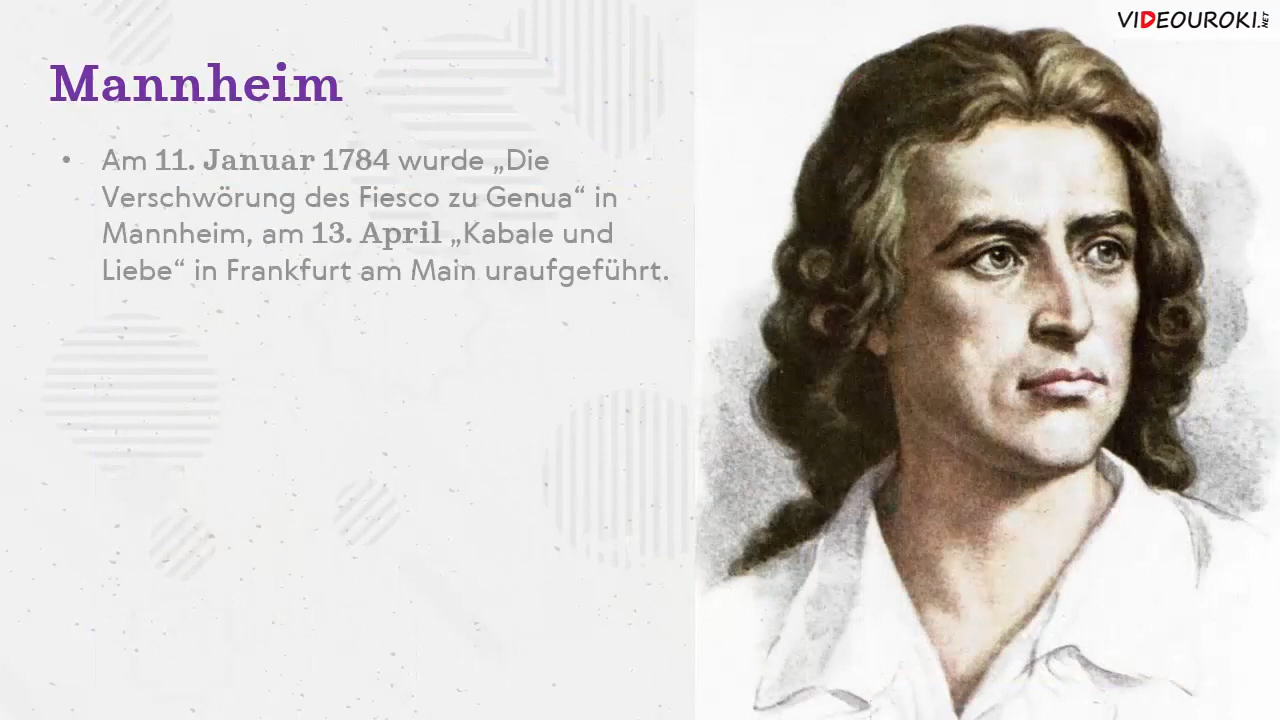 VIDEOUROKI.NET
Mannheim
• Am 11. Januar 1784 wurde „Die
Verschwörung des Fiesco zu Genua“ in
Mannheim, am 13. April „Kabale und
Liebe“ in Frankfurt am Main uraufgeführt.